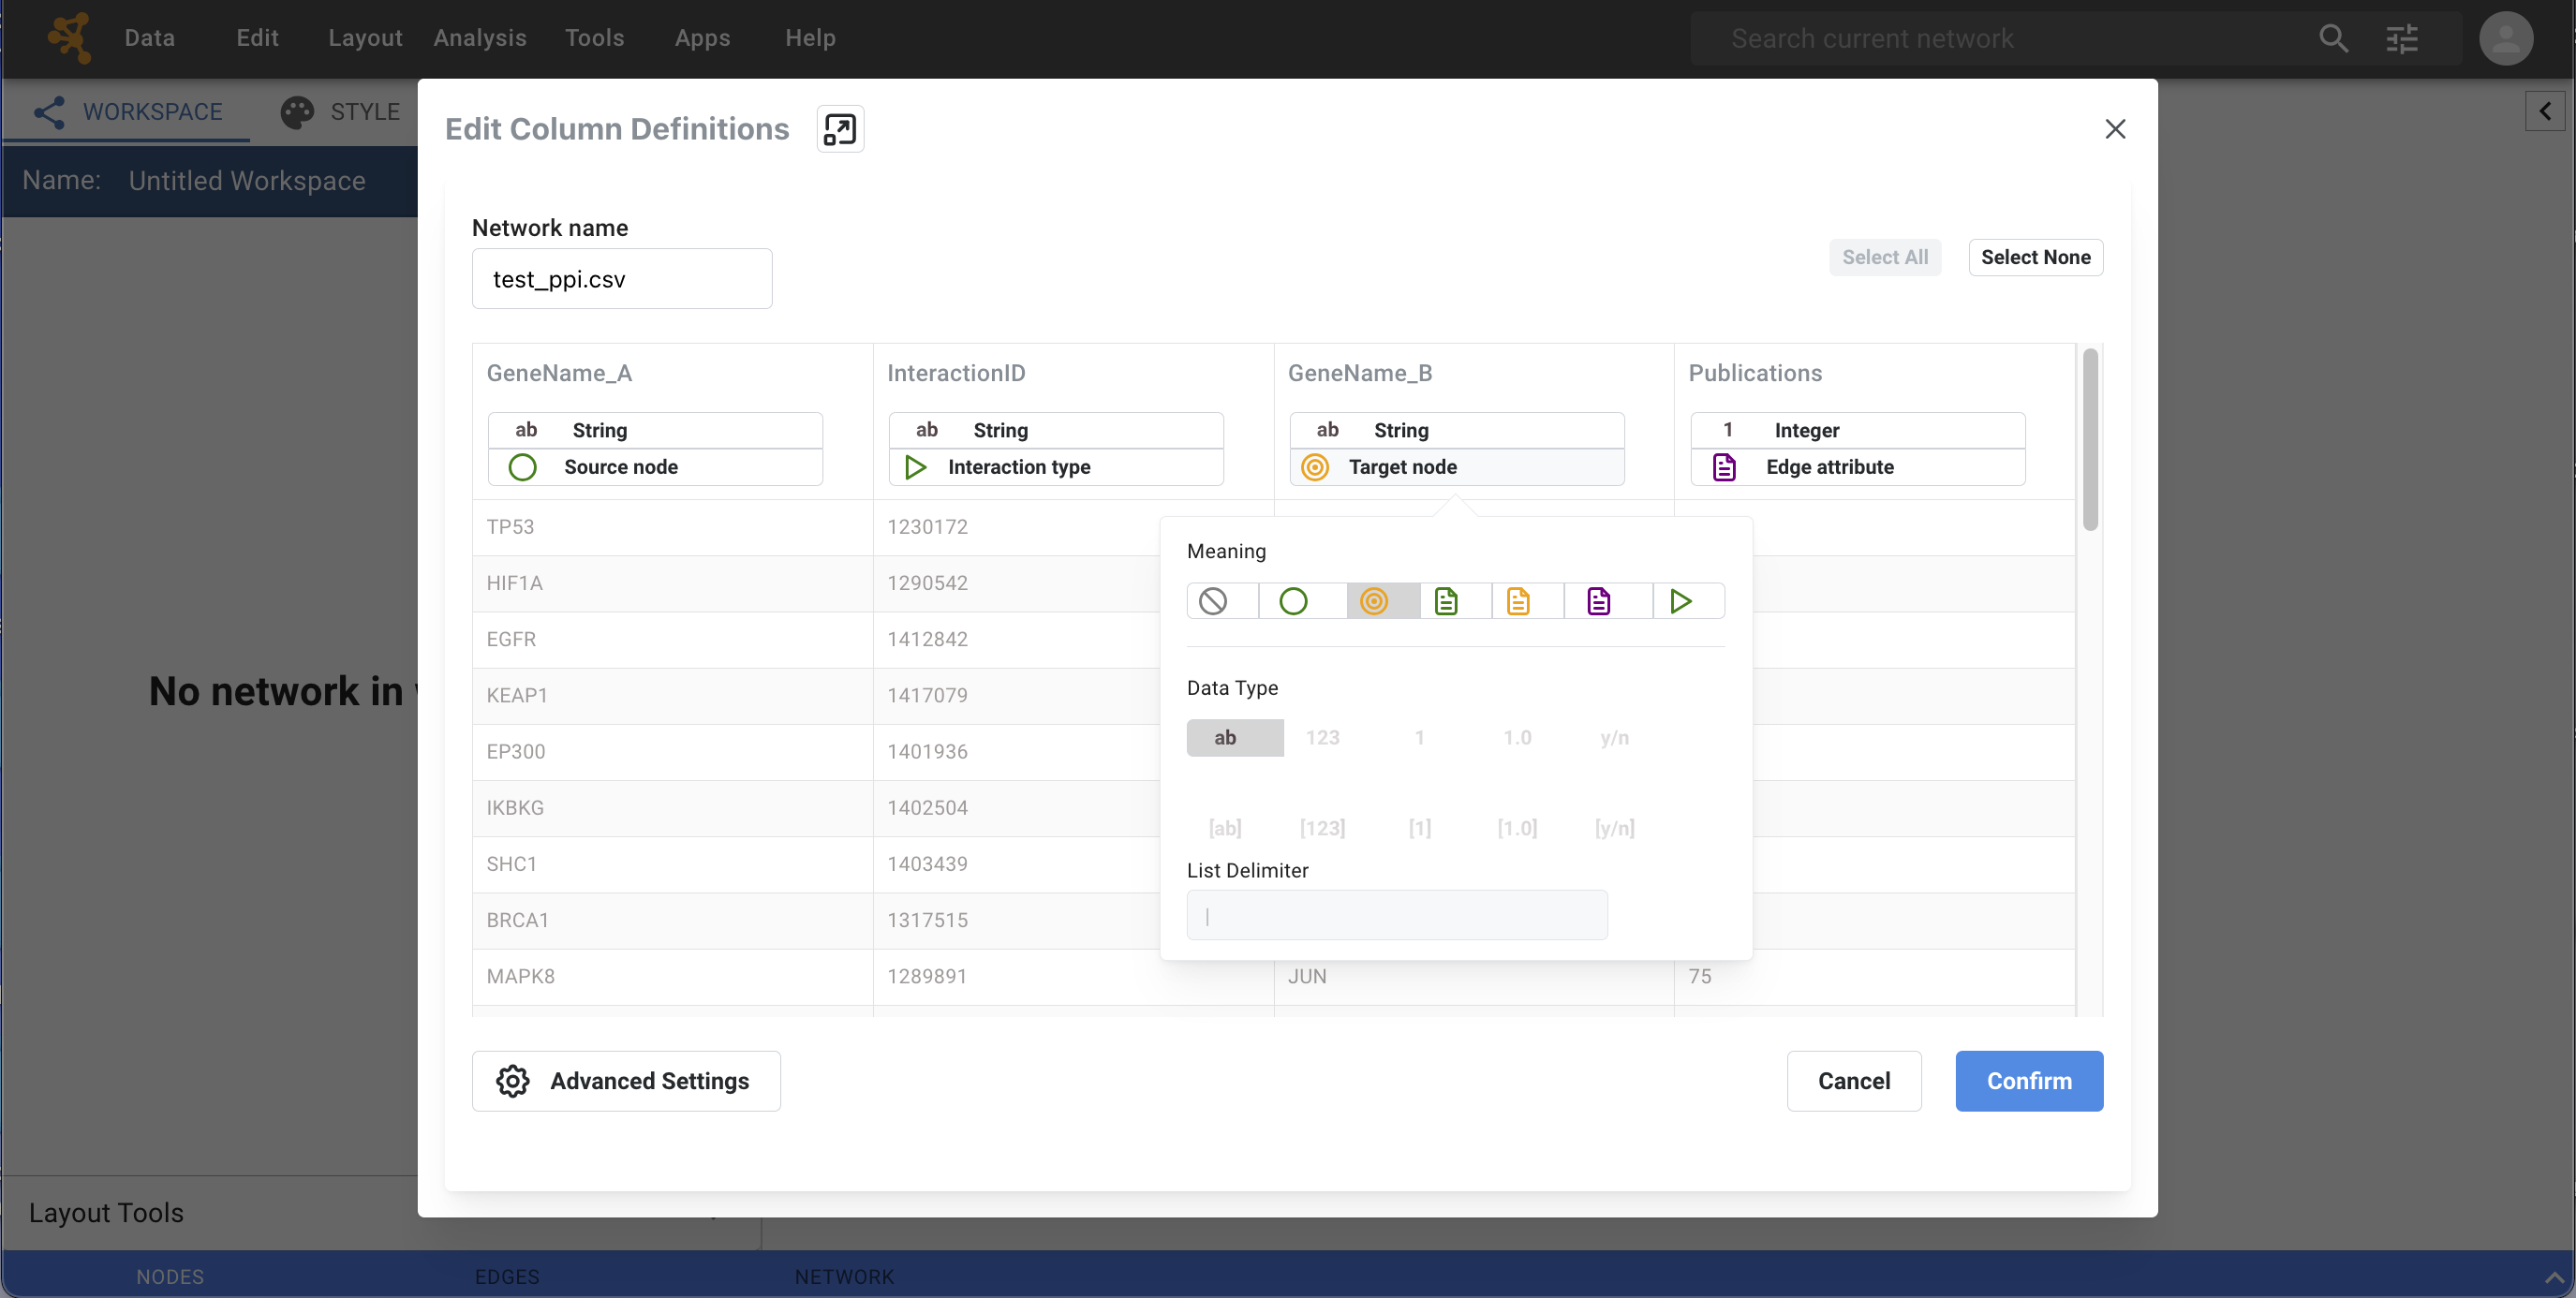 Data Edit Layout Analysis Tools Apps Help Search current network
WORKSPACE STYLE
Name: Untitled Workspace
No network in
Edit Column Definitions
Network name
test_ppi.csv
Select All Select None
GeneName_A InteractionID GeneName_B Publications
ab String ab String ab String 1 Integer
Source node Interaction type Target node Edge attribute
TP53 1230172
HIF1A 1290542
EGFR 1412842
KEAP1 1417079
EP300 1401936
IKBKG 1402504
SHC1 1403439
BRCA1 1317515
MAPK8 1289891 JUN 75
Meaning
Data Type
ab 123 1 1.0 y/n
[ab] [123] [1] [1.0] [y/n]
List Delimiter
|
Advanced Settings Cancel Confirm
Layout Tools
NODES EDGES NETWORK